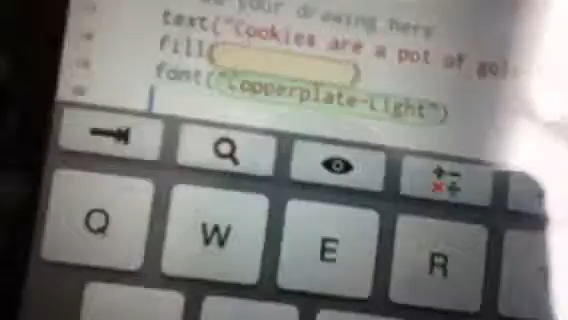 your drawing here
text("Cookies are a pot of gol
fill( )
font("Copperplate-Light")
Q W E R